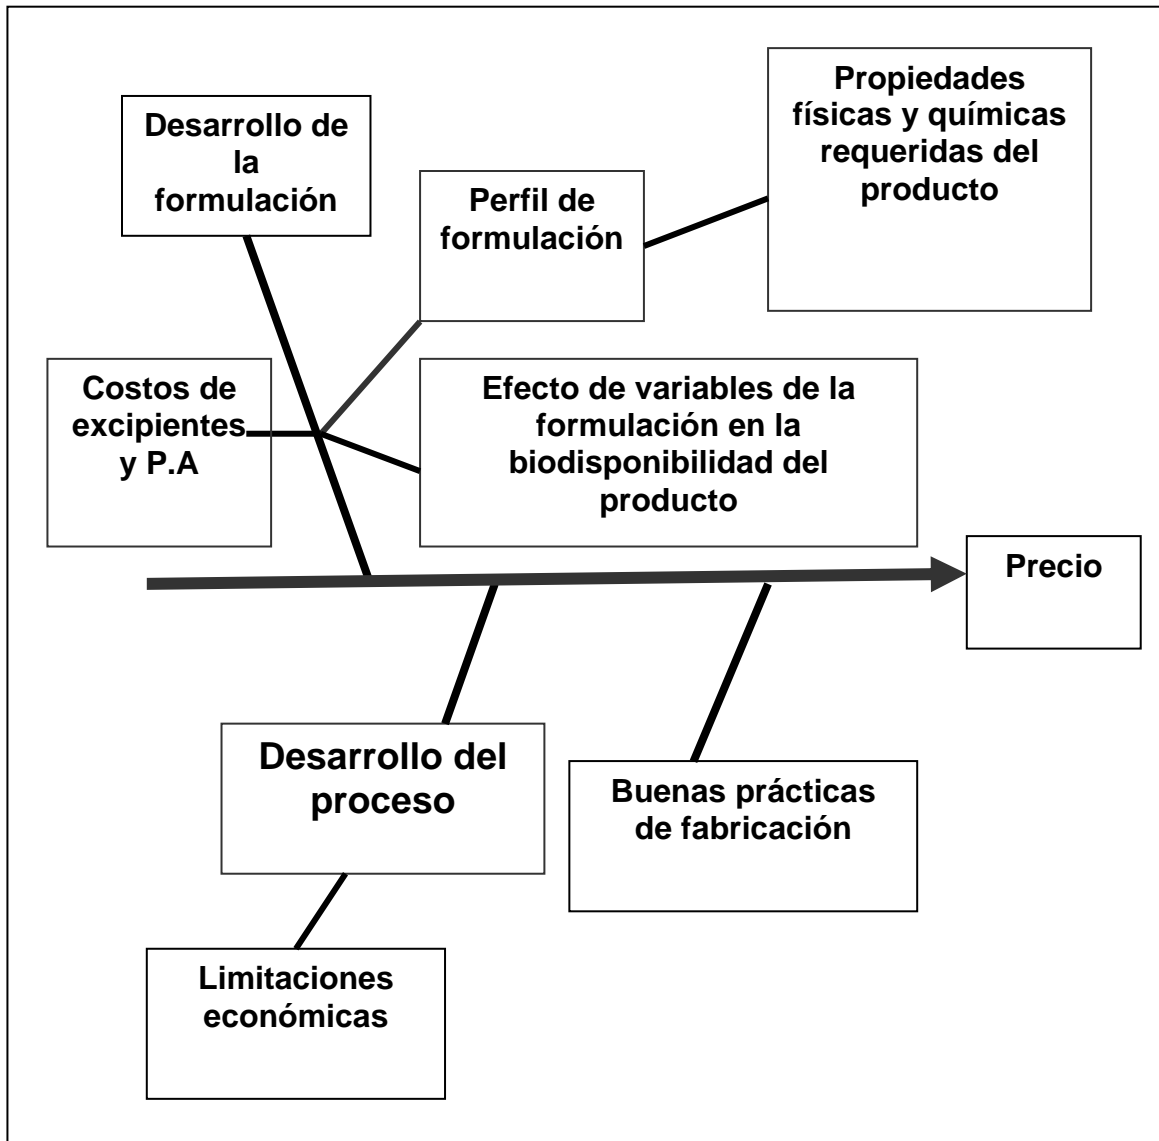 Propiedades
físicas y químicas
requeridas del
producto
Desarrollo de
la
formulación
Perfil de
formulación
Costos de
excipientes
y P.A
Efecto de variables de la
formulación en la
biodisponibilidad del
producto
Precio
Desarrollo del
proceso
Buenas prácticas
de fabricación
Limitaciones
económicas